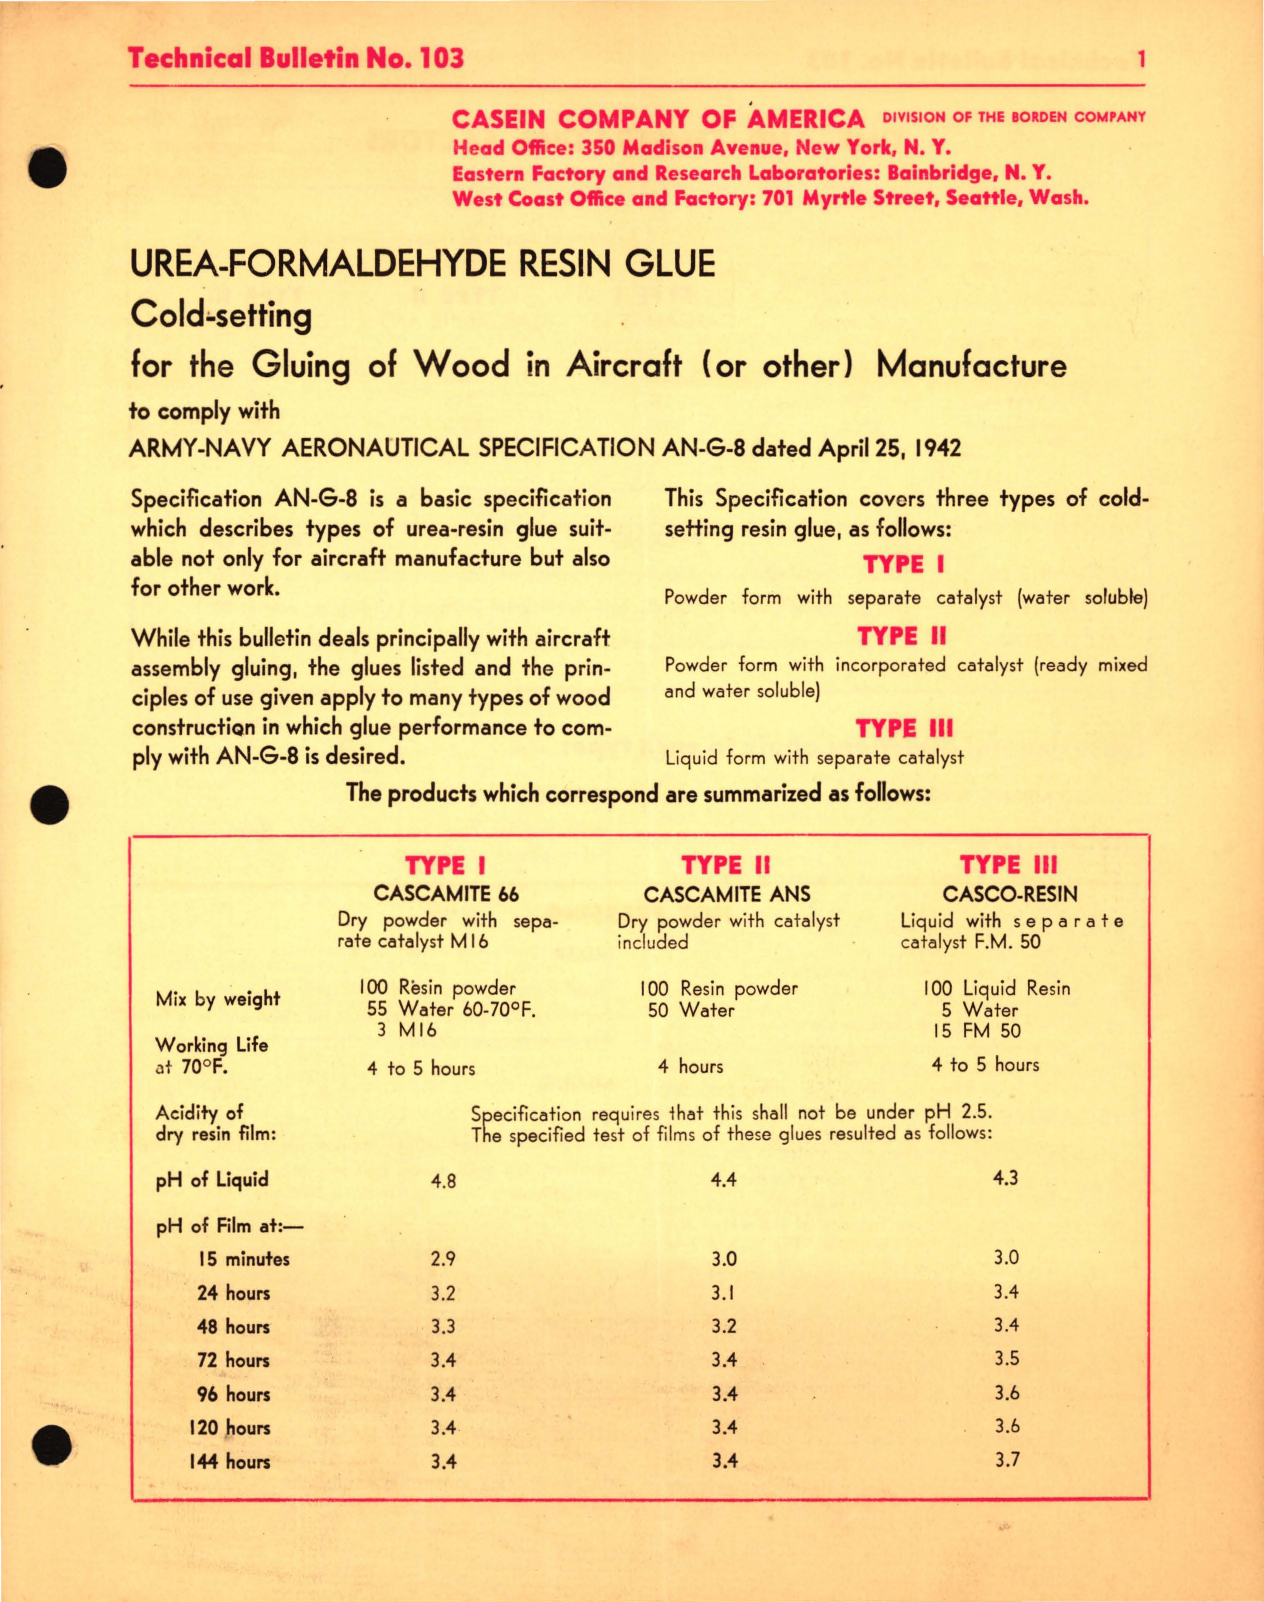 Technical Bulletin No. 103 1
CASEIN COMPANY OF AMERICA DIVISION OF THE BORDEN COMPANY
Head Office: 350 Madison Avenue, New York, N. Y.
Eastern Factory and Research Laboratories: Bainbridge, N. Y.
West Coast Office and Factory: 701 Myrtle Street, Seattle, Wash.
UREA-FORMALDEHYDE RESIN GLUE
Cold-setting
for the Gluing of Wood in Aircraft (or other) Manufacture
to comply with
ARMY-NAVY AERONAUTICAL SPECIFICATION AN-G-8 dated April 25, 1942
Specification AN-G-8 is a basic specification
which describes types of urea-resin glue suit-
able not only for aircraft manufacture but also
for other work.
While this bulletin deals principally with aircraft
assembly gluing, the glues listed and the prin-
ciples of use given apply to many types of wood
construction in which glue performance to com-
ply with AN-G-8 is desired.
This Specification covers three types of cold-
setting resin glue, as follows:
TYPE I
Powder form with separate catalyst (water soluble)
TYPE II
Powder form with incorporated catalyst (ready mixed
and water soluble)
TYPE III
Liquid form with separate catalyst
The products which correspond are summarized as follows:
TYPE I TYPE II TYPE III
CASCAMITE 66 CASCAMITE ANS CASCO-RESIN
Dry powder with sepa- Dry powder with catalyst Liquid with separate
rate catalyst M16 included catalyst F.M. 50
Mix by weight 100 Resin powder 100 Resin powder 100 Liquid Resin
55 Water 60-70°F. 50 Water 5 Water
3 M16 15 FM 50
Working Life
at 70°F. 4 to 5 hours 4 hours 4 to 5 hours
Acidity of Specification requires that this shall not be under pH 2.5.
dry resin film: The specified test of films of these glues resulted as follows:
pH of Liquid 4.8 4.4 4.3
pH of Film at:—
15 minutes 2.9 3.0 3.0
24 hours 3.2 3.1 3.4
48 hours 3.3 3.2 3.4
72 hours 3.4 3.4 3.5
96 hours 3.4 3.4 3.6
120 hours 3.4 3.4 3.6
144 hours 3.4 3.4 3.7